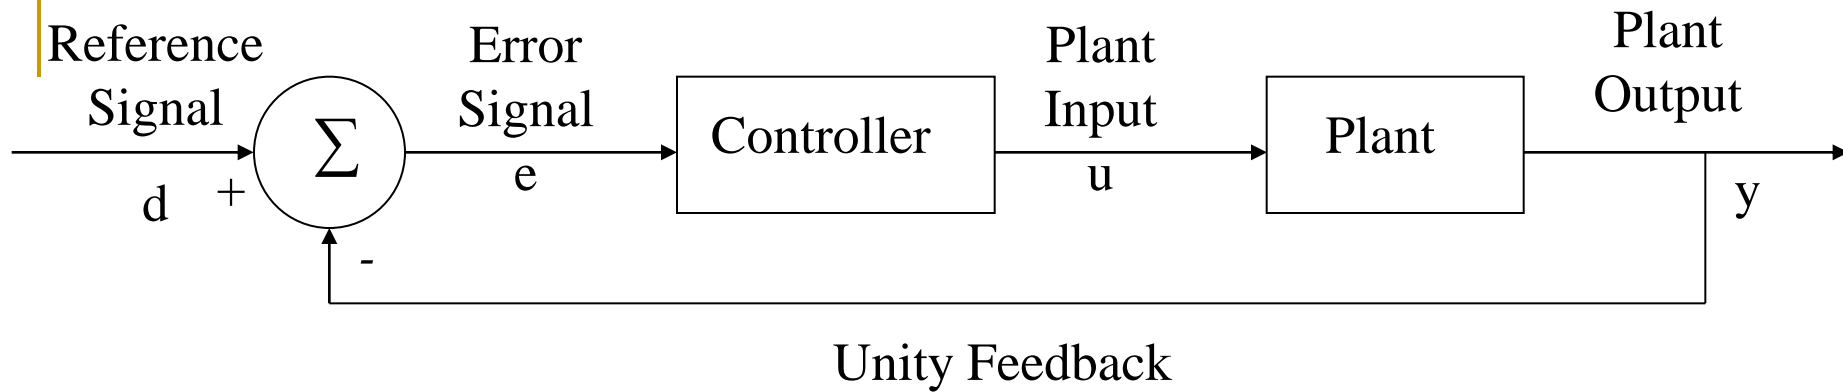 Reference
Signal
d
+
-
Σ
Error
Signal
e
Controller
Plant
Input
u
Plant
Plant
Output
y
Unity Feedback